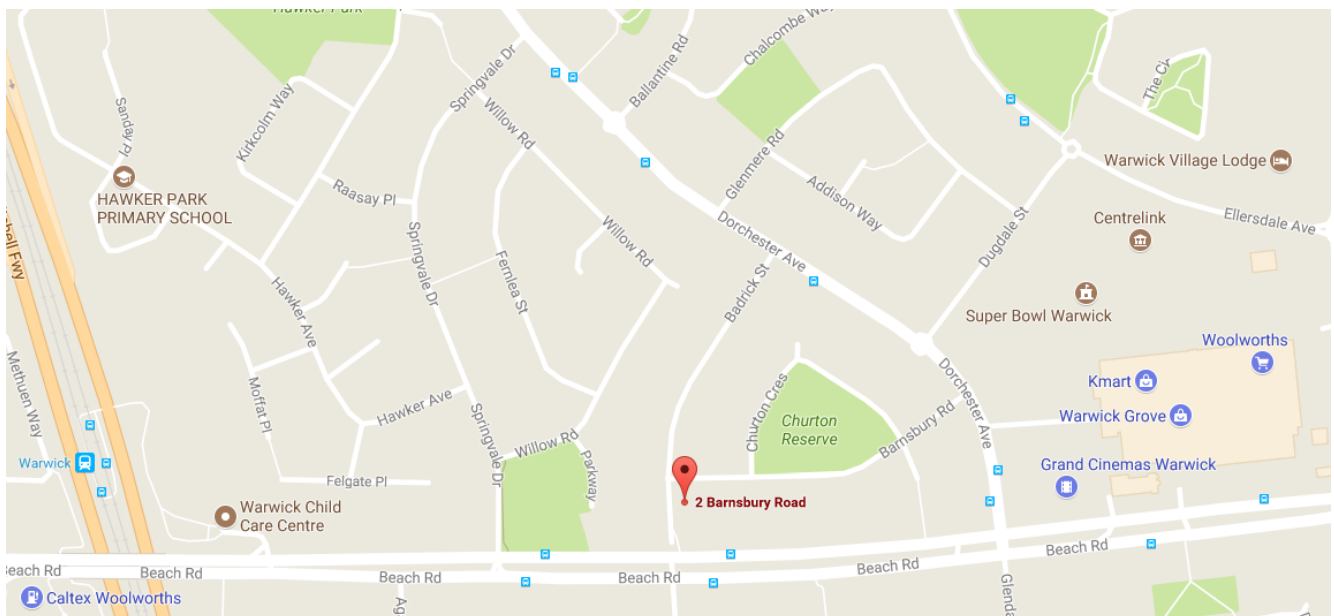 Hawker Park
Springvale Dr
Ballantine Rd
Chalcombe Way
The Cir
Sanday Pl
Kirkcolm Way
Willow Rd
Glenmere Rd
Warwick Village Lodge
HAWKER PARK
PRIMARY SCHOOL
Raasay Pl
Addison Way
Ellersdale Ave
Centrelink
Dugdale St
Dorchester Ave
Willow Rd
Springvale Dr
Fernlea St
Hawker Ave
Badrick St
Super Bowl Warwick
Woolworths
Kmart
Warwick Grove
Methuen Way
Moffat Pl
Hawker Ave
Springvale Dr
Willow Rd
Parkway
Churton Cres
Churton
Reserve
Barnsbury Rd
Dorchester Ave
Warwick
Felgate Pl
Grand Cinemas Warwick
2 Barnsbury Road
Warwick Child
Care Centre
Beach Rd
Beach Rd
Beach Rd
Beach Rd
Beach Rd
Beach Rd
Caltex Woolworths